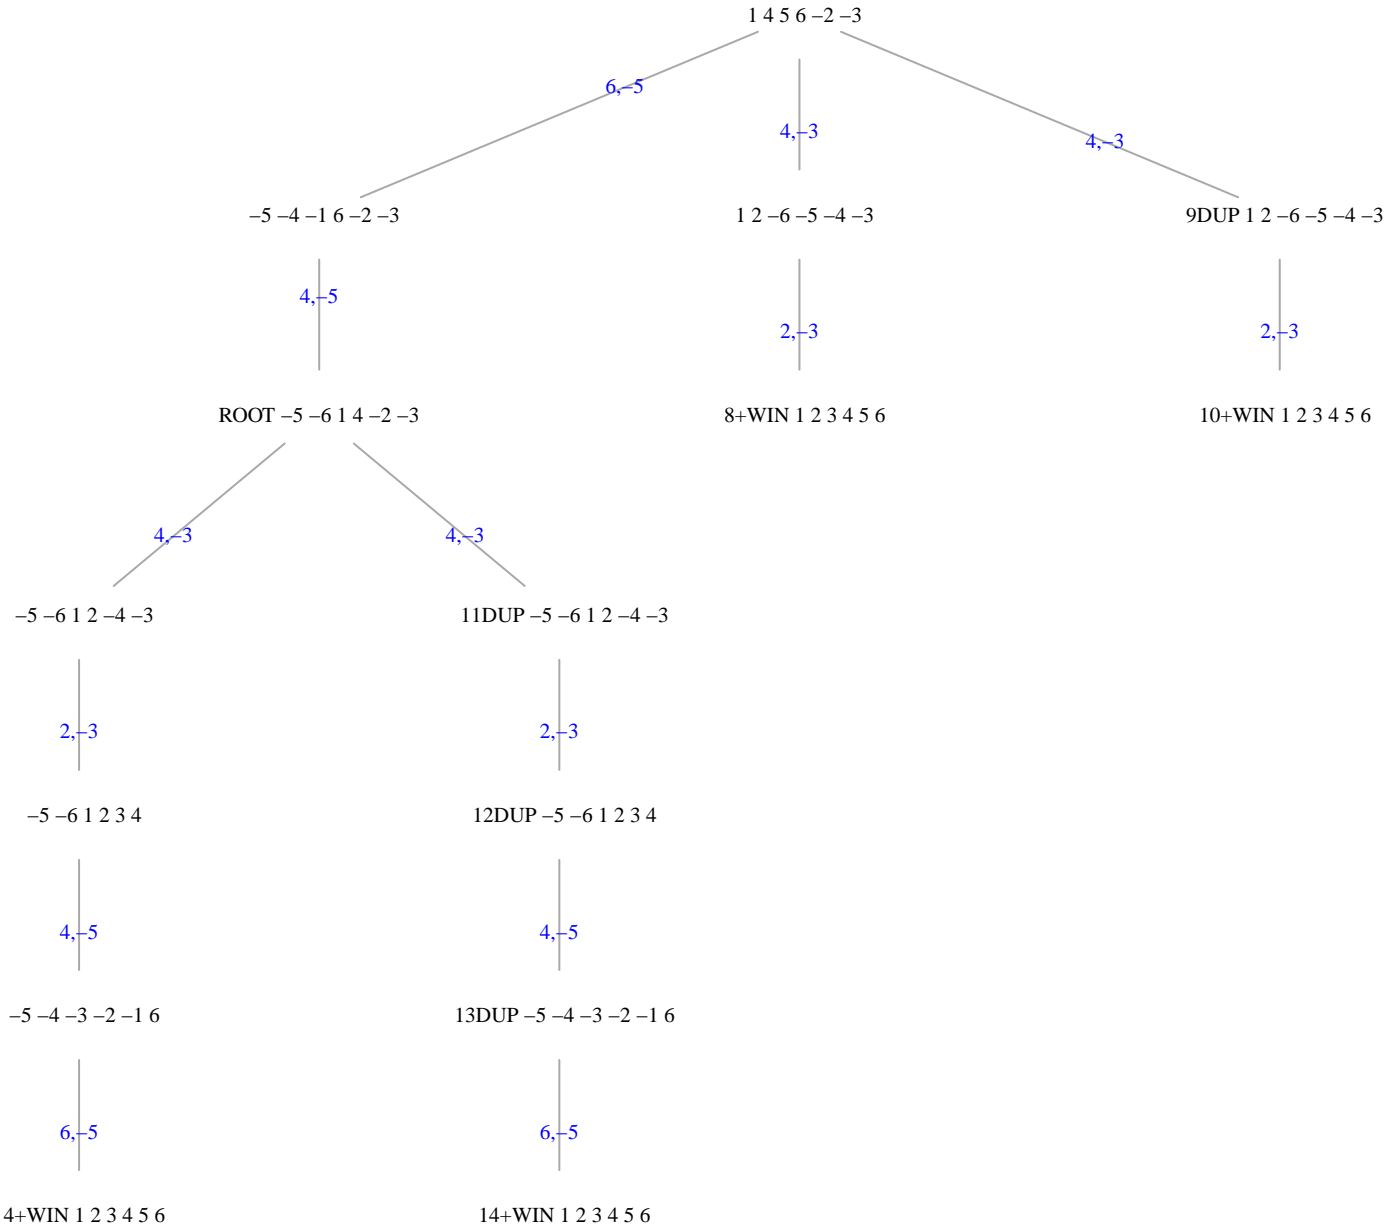 1 4 5 6 –2 –3
6,–5
4,–3
4,–3
–5 –4 –1 6 –2 –3
1 2 –6 –5 –4 –3
9DUP 1 2 –6 –5 –4 –3
4,–5
2,–3
2,–3
ROOT –5 –6 1 4 –2 –3
8+WIN 1 2 3 4 5 6
10+WIN 1 2 3 4 5 6
4,–3
4,–3
–5 –6 1 2 –4 –3
11DUP –5 –6 1 2 –4 –3
2,–3
2,–3
–5 –6 1 2 3 4
12DUP –5 –6 1 2 3 4
4,–5
4,–5
–5 –4 –3 –2 –1 6
13DUP –5 –4 –3 –2 –1 6
6,–5
6,–5
4+WIN 1 2 3 4 5 6
14+WIN 1 2 3 4 5 6